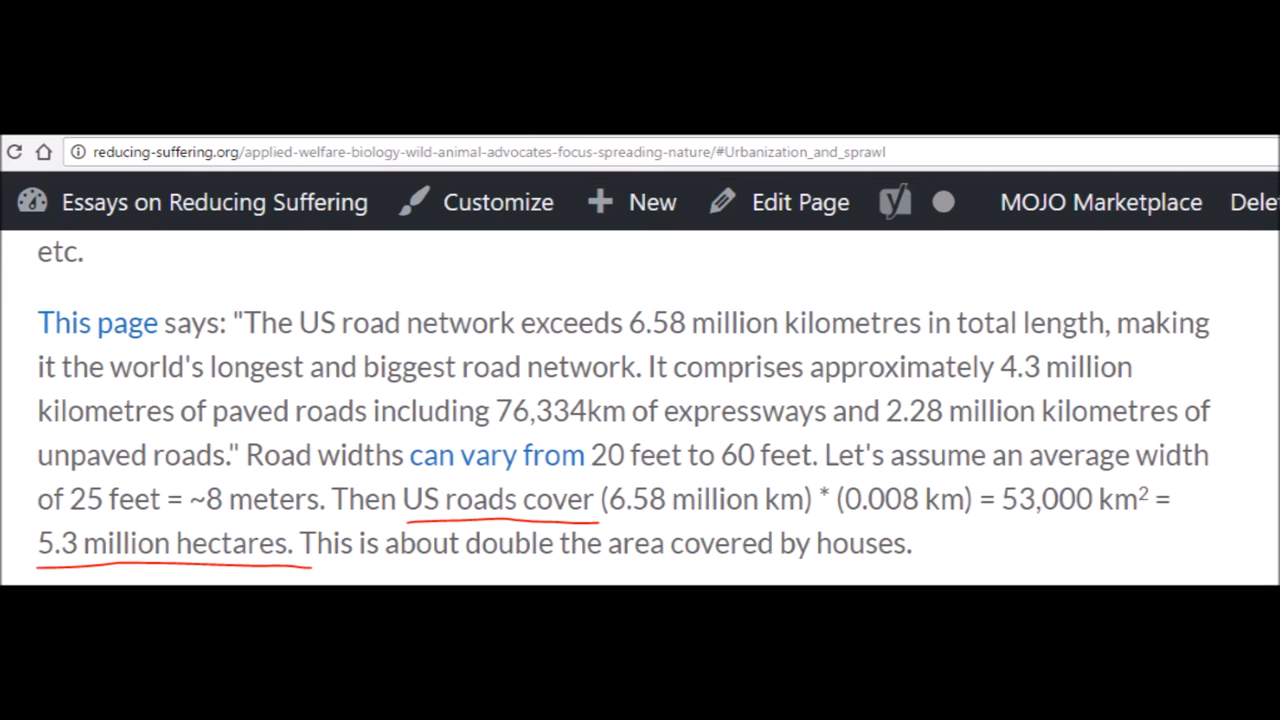 reducing-suffering.org/applied-welfare-biology-wild-animal-advocates-focus-spreading-nature/#Urbanization_and_sprawl
Essays on Reducing Suffering Customize New Edit Page MOJO Marketplace Dele
etc.
This page says: "The US road network exceeds 6.58 million kilometres in total length, making
it the world's longest and biggest road network. It comprises approximately 4.3 million
kilometres of paved roads including 76,334km of expressways and 2.28 million kilometres of
unpaved roads." Road widths can vary from 20 feet to 60 feet. Let's assume an average width
of 25 feet = ~8 meters. Then US roads cover (6.58 million km) * (0.008 km) = 53,000 km² =
5.3 million hectares. This is about double the area covered by houses.